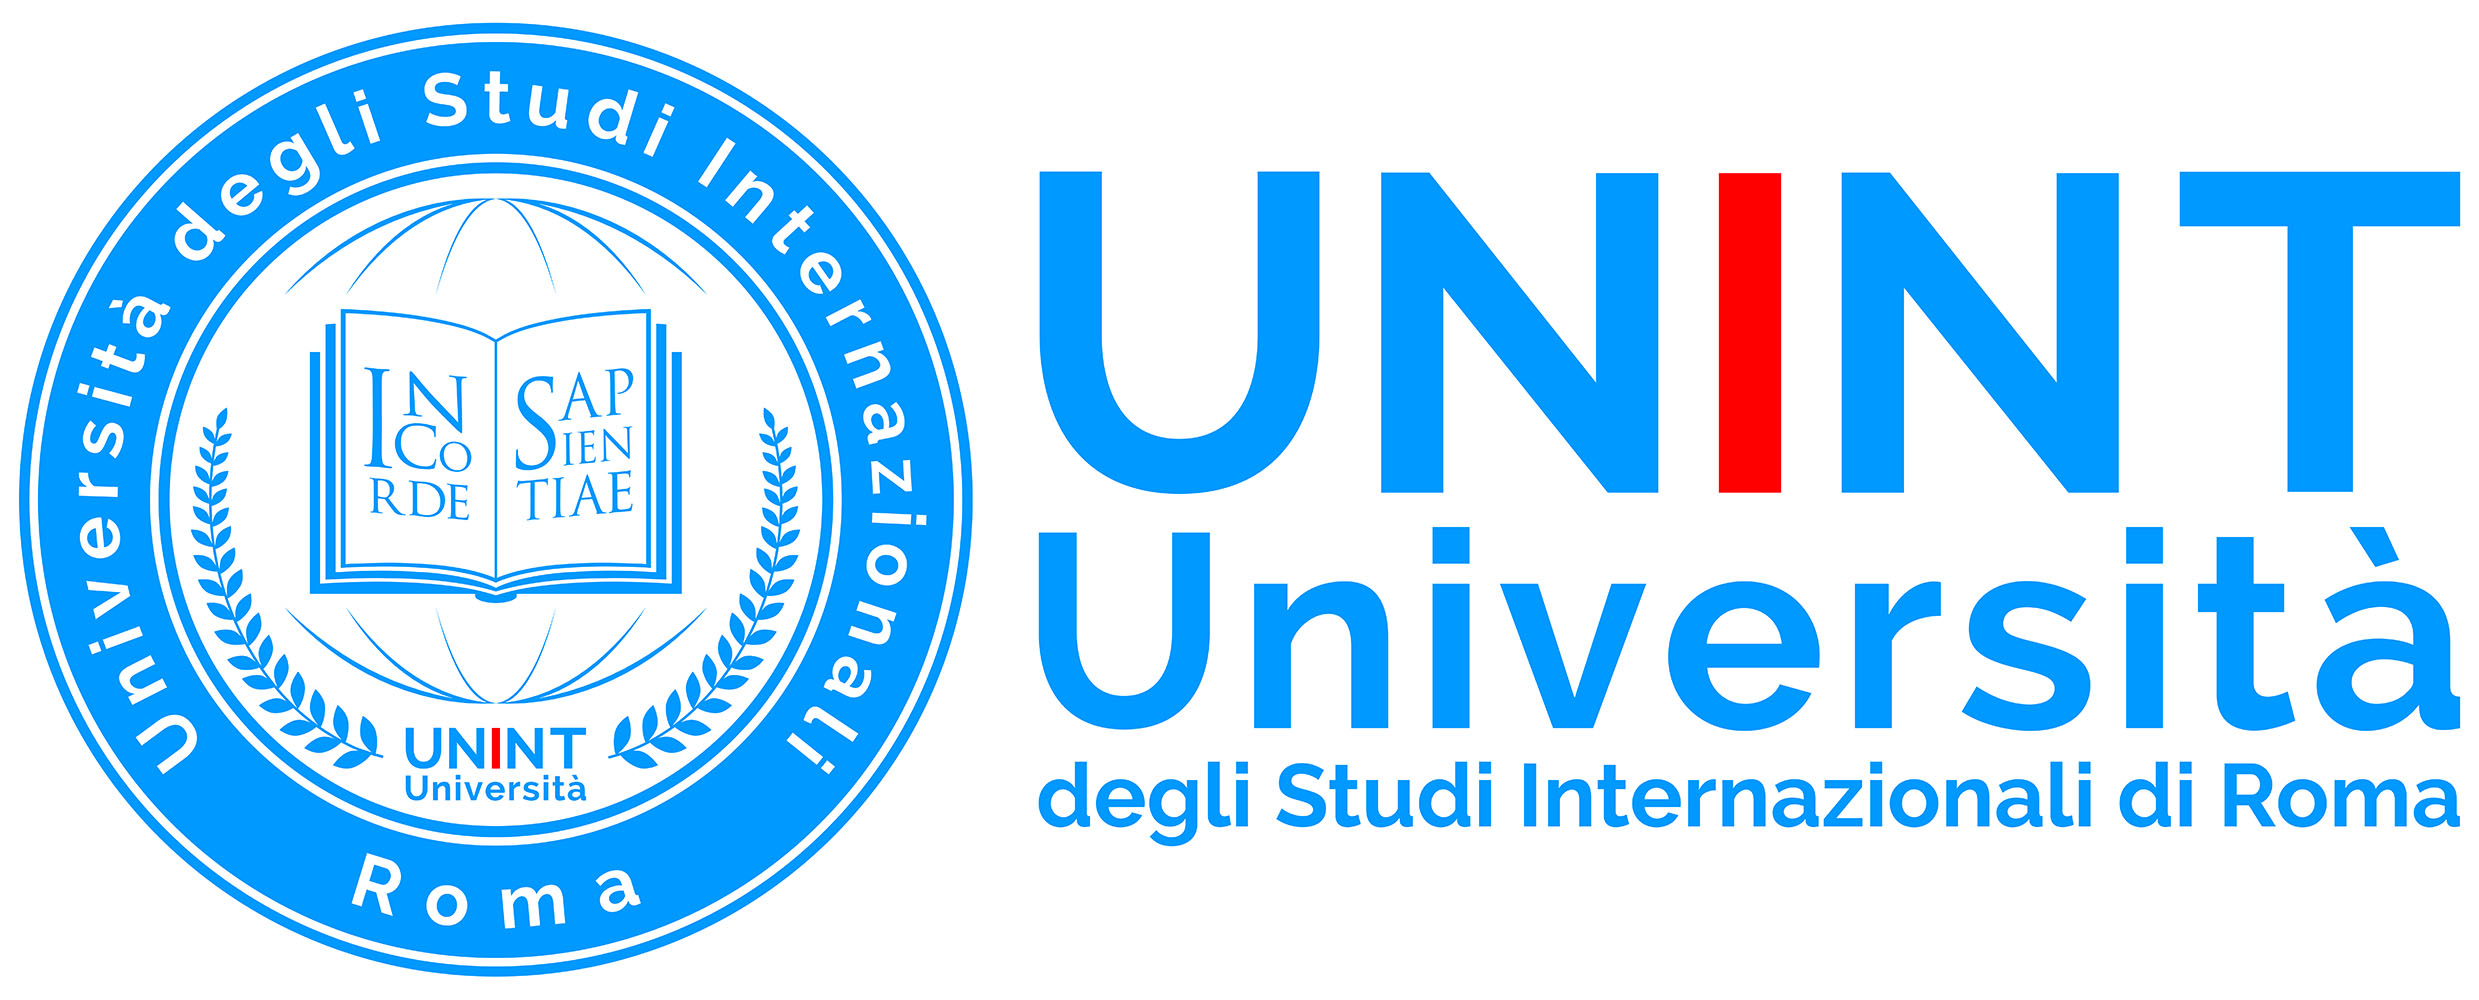 Università degli Studi Internazionali
IN
CO
RDE
SAP
IEN
TIAE
UNINT
Università
Roma
UNINT
Università
degli Studi Internazionali di Roma